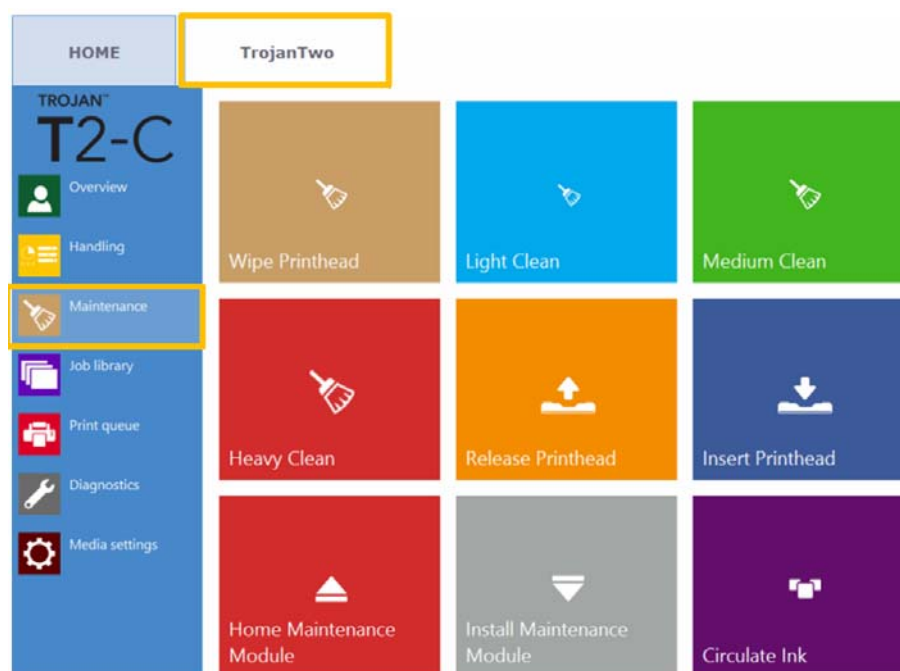 HOME
TrojanTwo
TROJAN™
T2-C
Overview
Handling
Maintenance
Job library
Print queue
Diagnostics
Media settings
Wipe Printhead
Light Clean
Medium Clean
Heavy Clean
Release Printhead
Insert Printhead
Home Maintenance
Module
Install Maintenance
Module
Circulate Ink